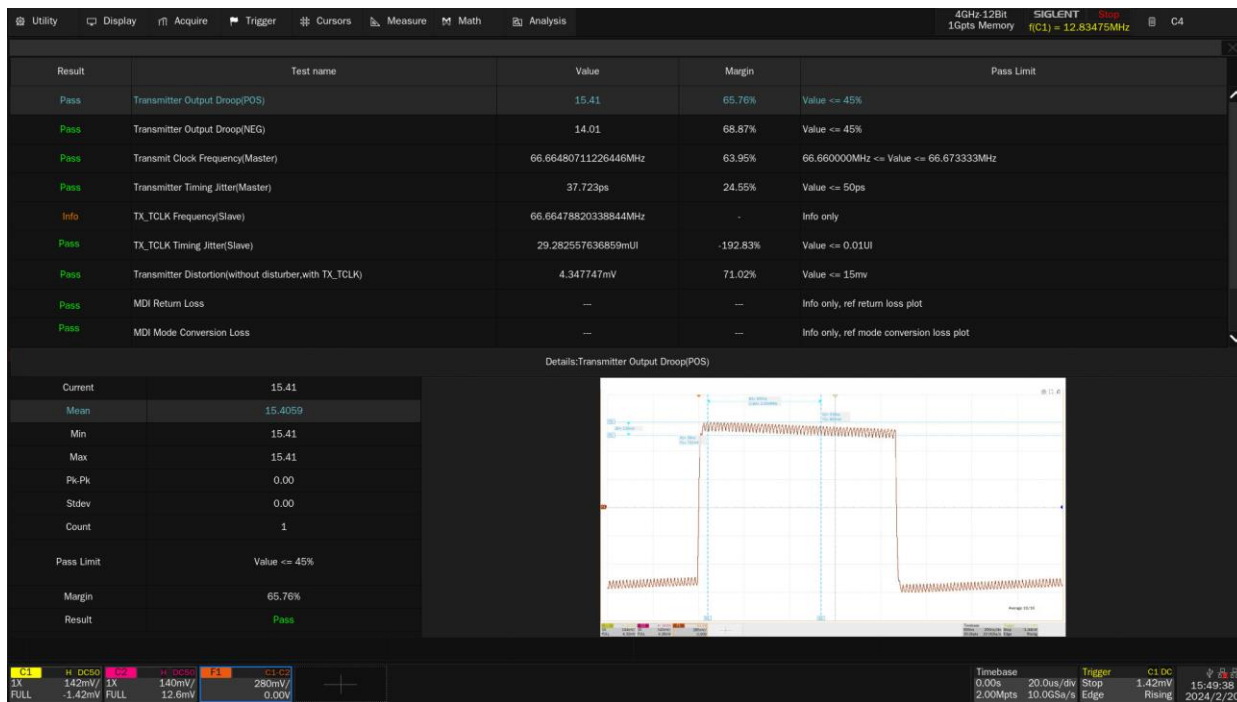 Utility Display Acquire Trigger Cursors Measure Math Analysis 4GHz-12Bit SIGLENT Stop C4
1Gpts Memory f(C1) = 12.83475MHz
Result Test name Value Margin Pass Limit
Pass Transmitter Output Droop(POS) 15.41 65.76% Value <= 45%
Pass Transmitter Output Droop(NEG) 14.01 68.87% Value <= 45%
Pass Transmit Clock Frequency(Master) 66.66480711226446MHz 63.95% 66.660000MHz <= Value <= 66.673333MHz
Pass Transmitter Timing Jitter(Master) 37.723ps 24.55% Value <= 50ps
Info TX_TCLK Frequency(Slave) 66.66478820338844MHz - Info only
Pass TX_TCLK Timing Jitter(Slave) 29.282557636859mUI -192.83% Value <= 0.01UI
Pass Transmitter Distortion(without disturber,with TX_TCLK) 4.347747mV 71.02% Value <= 15mv
Pass MDI Return Loss --- --- Info only, ref return loss plot
Pass MDI Mode Conversion Loss --- --- Info only, ref mode conversion loss plot
Details:Transmitter Output Droop(POS)
Current 15.41
Mean 15.4059
Min 15.41
Max 15.41
Pk-Pk 0.00
Stdev 0.00
Count 1
Pass Limit Value <= 45%
Margin 65.76%
Result Pass
C1 H DC50 C2 H DC50 F1 C1-C2 Timebase Trigger C1 DC
1X 142mV/ 1X 140mV/ 280mV/ 0.00s 20.0us/div Stop 1.42mV 15:49:38
FULL -1.42mV FULL 12.6mV 0.00V 2.00Mpts 10.0GSa/s Edge Rising 2024/2/20